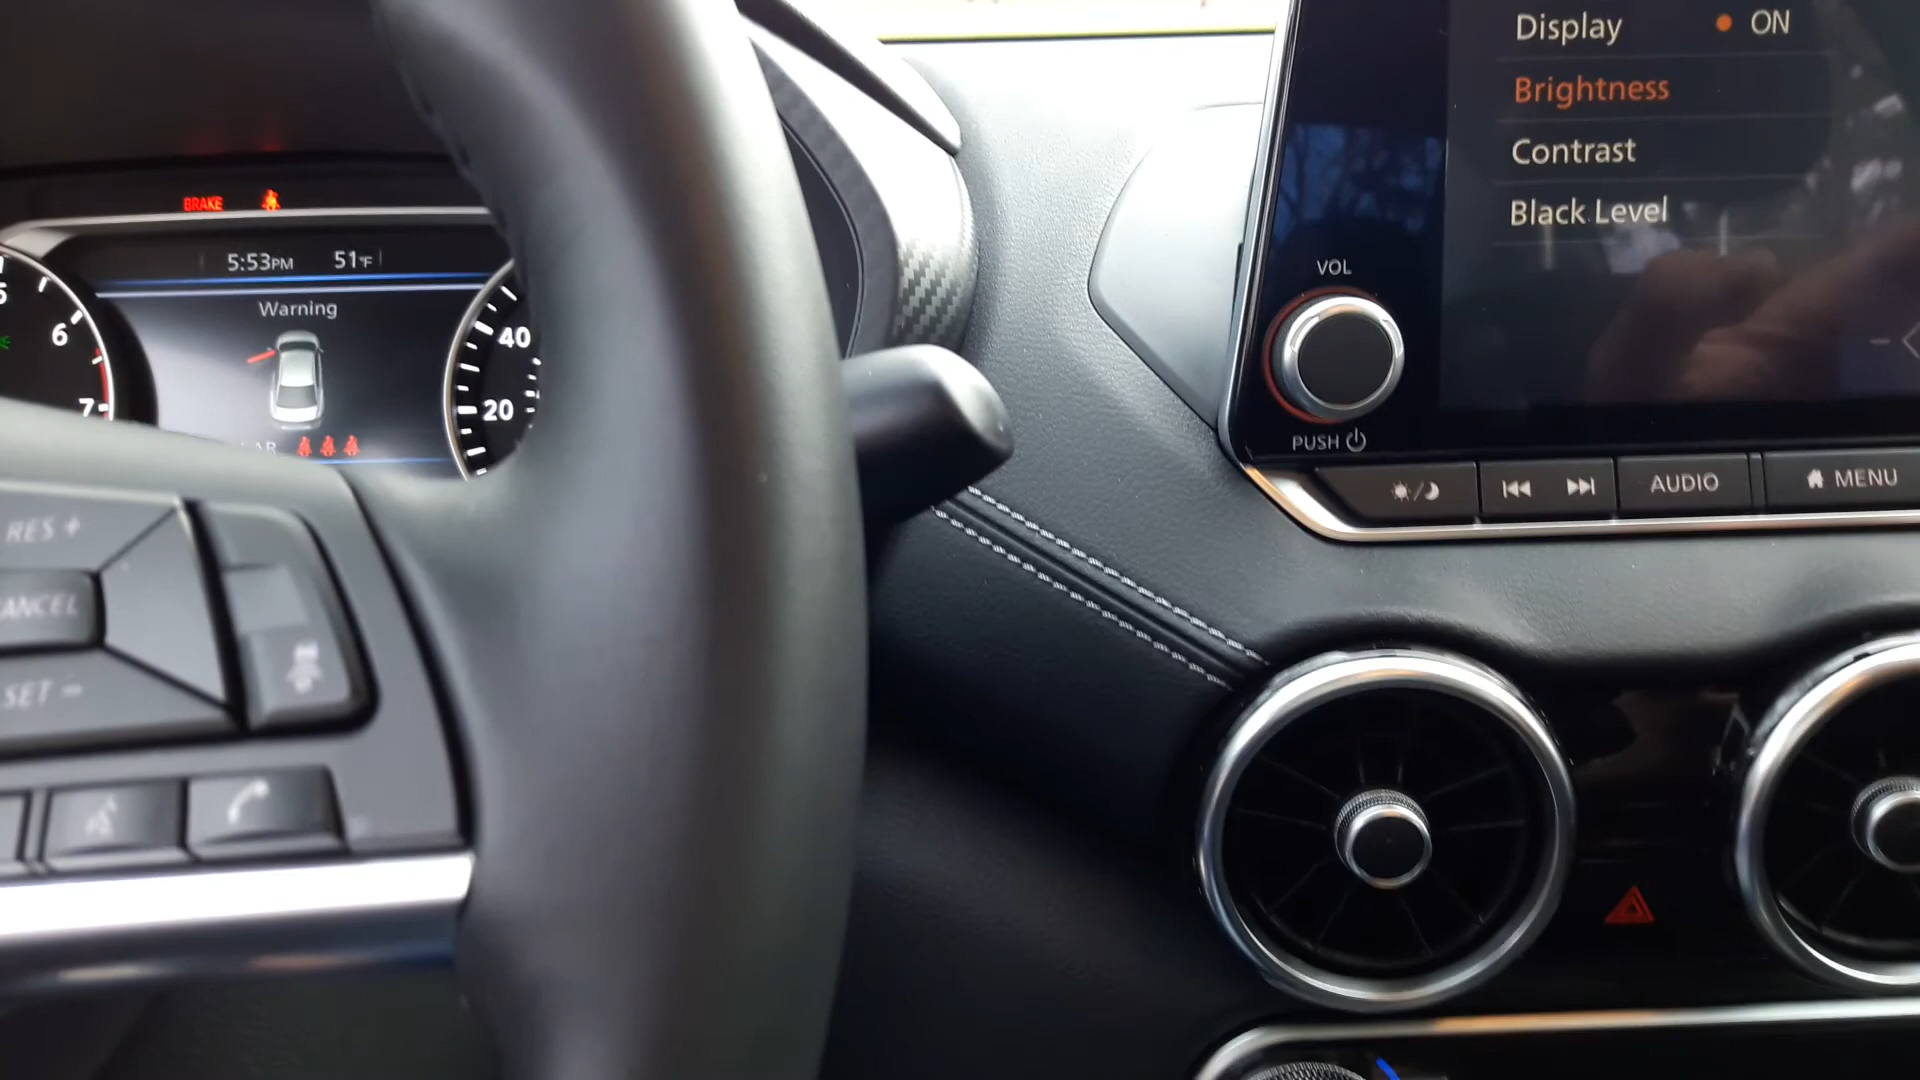 BRAKE
5:53PM 51°F
Warning
5
6
7
40
20
RES +
ANCEL
SET -
Display ON
Brightness
Contrast
Black Level
VOL
PUSH
AUDIO
MENU